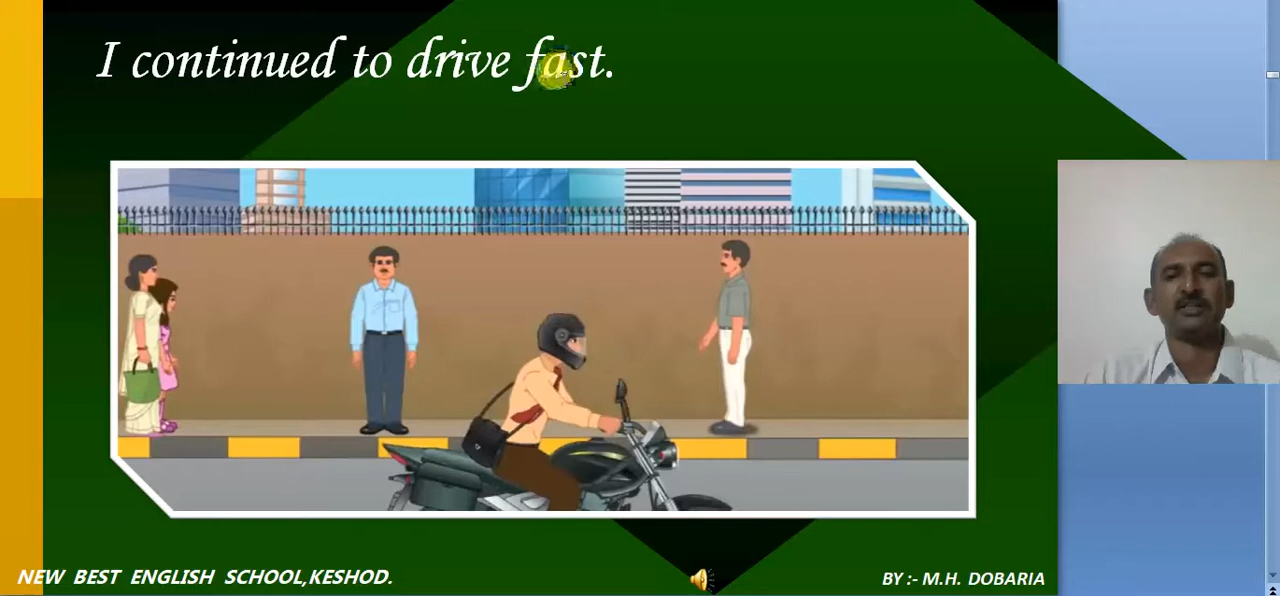 I continued to drive fast.
NEW BEST ENGLISH SCHOOL,KESHOD.
BY :- M.H. DOBARIA